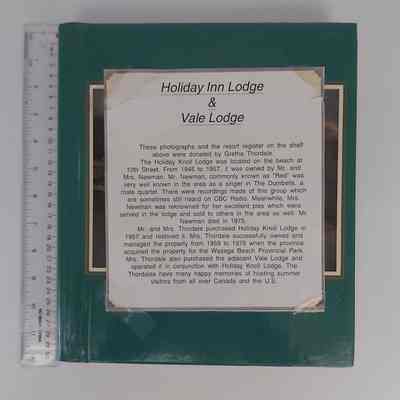 Holiday Inn Lodge
&
Vale Lodge
These photographs and the report register on the shelf
above were donated by Gretha Thordale.
The Holiday Knoll Lodge was located on the beach at
10th Street. From 1945 to 1957, it was owned by Mr. and
Mrs. Newman. Mr. Newman, commonly known as "Red" was
very well known in the area as a singer in The Dumbells, a
male quartet. There were recordings made of this group which
are sometimes still heard on CBC Radio. Meanwhile, Mrs.
Newman was reknowned for her excellent pies which were
served in the lodge and sold to others in the area as well. Mr.
Newman died in 1975.
Mr. and Mrs. Thordale purchased Holiday Knoll Lodge in
1957 and restored it. Mrs. Thordale successfully owned and
managed the property from 1959 to 1975 when the province
acquired the property for the Wasaga Beach Provincial Park.
Mrs. Thordale also purchased the adjacent Vale Lodge and
operated it in conjunction with Holiday Knoll Lodge. The
Thordales have many happy memories of hosting summer
visitors from all over Canada and the U.S.